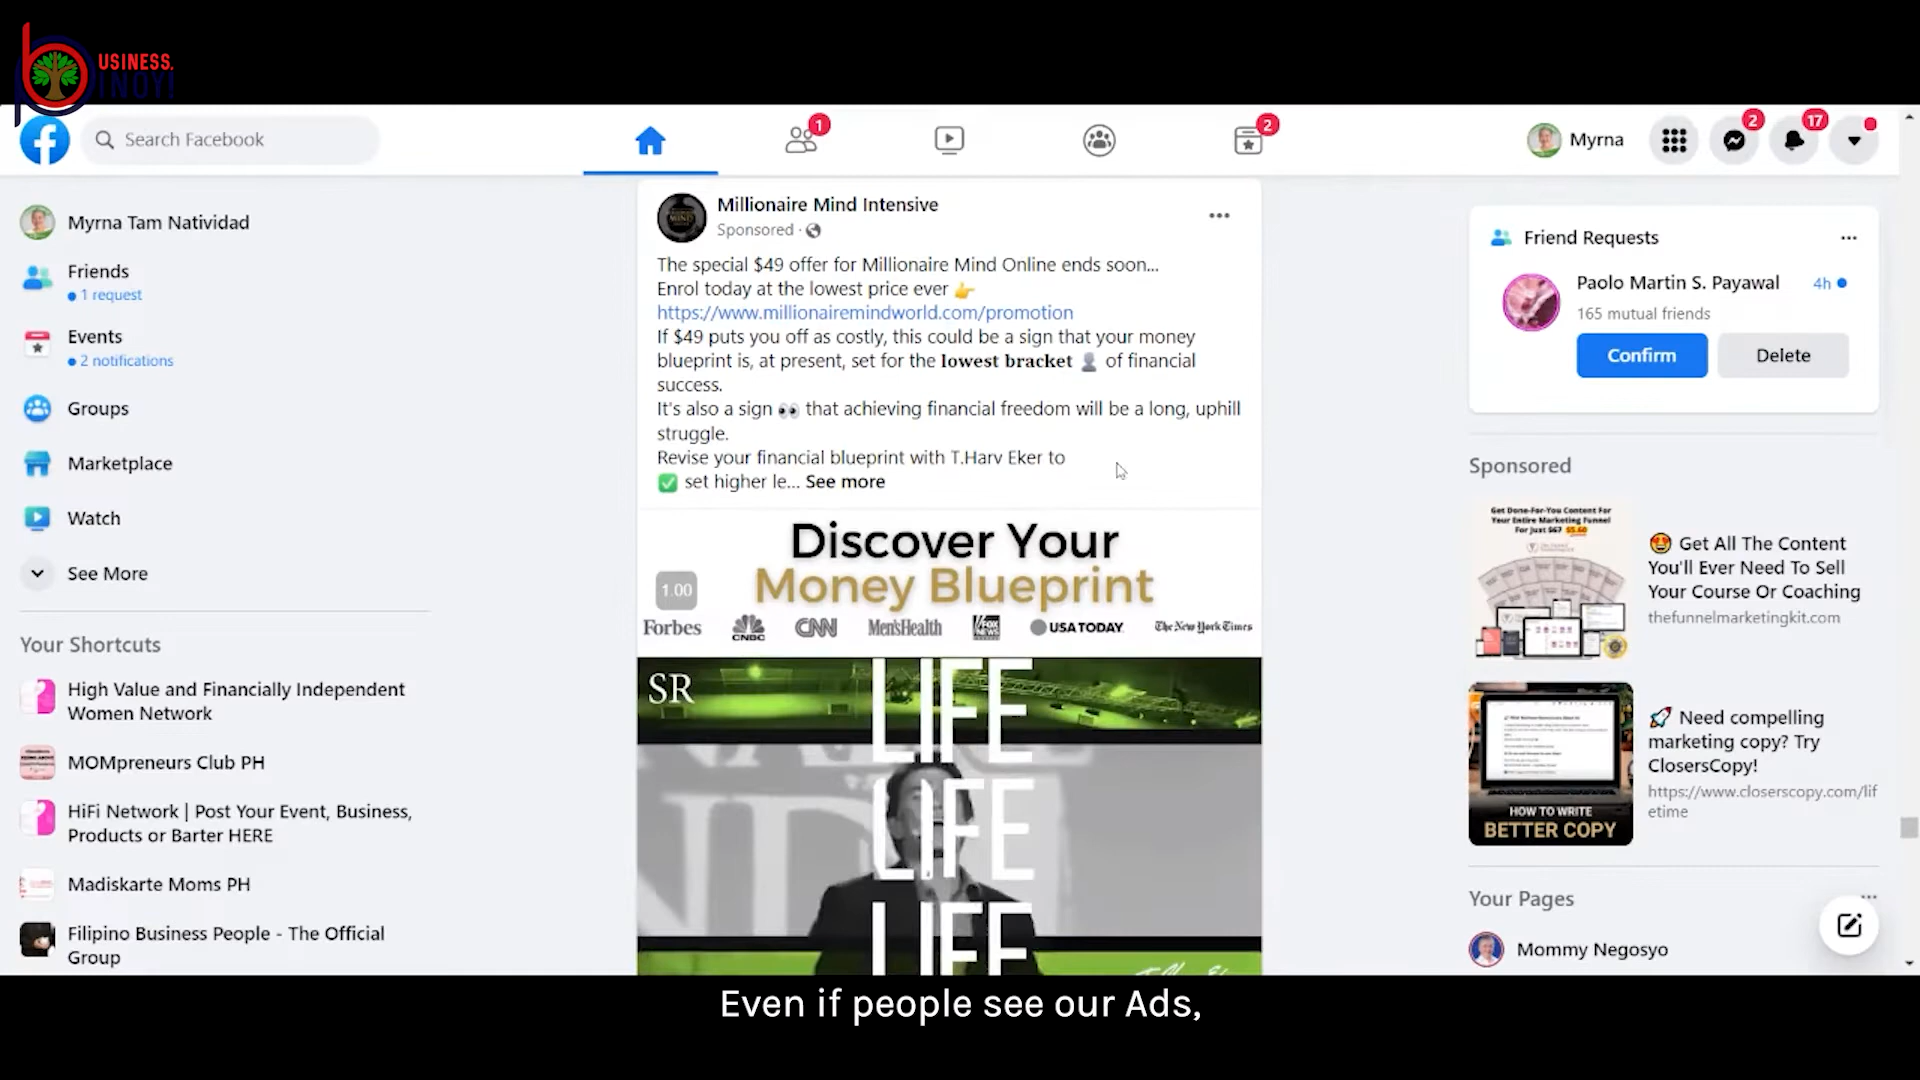 USINESS.
INOY!
Search Facebook
1
2
Myrna
2
17
Myrna Tam Natividad
Friends
1 request
Events
2 notifications
Groups
Marketplace
Watch
See More
Your Shortcuts
High Value and Financially Independent
Women Network
MOMpreneurs Club PH
HiFi Network | Post Your Event, Business,
Products or Barter HERE
Madiskarte Moms PH
Filipino Business People - The Official
Group
Millionaire Mind Intensive
Sponsored ·
The special $49 offer for Millionaire Mind Online ends soon...
Enrol today at the lowest price ever 👉
https://www.millionairemindworld.com/promotion
If $49 puts you off as costly, this could be a sign that your money
blueprint is, at present, set for the lowest bracket 👤 of financial
success.
It's also a sign 👀 that achieving financial freedom will be a long, uphill
struggle.
Revise your financial blueprint with T.Harv Eker to
✅ set higher le... See more
Discover Your
Money Blueprint
1.00
Forbes CNBC CNN Men'sHealth FOX NEWS USA TODAY The New York Times
SR
LIFE
LIFE
LIFE
Friend Requests
Paolo Martin S. Payawal 4h
165 mutual friends
Confirm Delete
Sponsored
Get Done-For-You Content For
Your Entire Marketing Funnel
For Just $67 $5.60
🤩 Get All The Content
You'll Ever Need To Sell
Your Course Or Coaching
thefunnelmarketingkit.com
HOW TO WRITE
BETTER COPY
🚀 Need compelling
marketing copy? Try
ClosersCopy!
https://www.closerscopy.com/lif
etime
Your Pages
Mommy Negosyo
Even if people see our Ads,